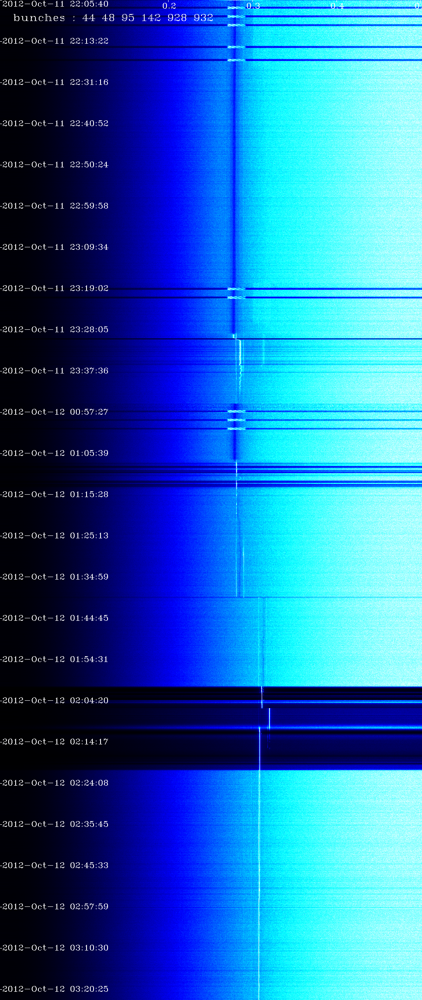 -2012-Oct-11 22:05:40 0.2 0.3 0.4
bunches : 44 48 95 142 928 932
-2012-Oct-11 22:13:22
-2012-Oct-11 22:31:16
-2012-Oct-11 22:40:52
-2012-Oct-11 22:50:24
-2012-Oct-11 22:59:58
-2012-Oct-11 23:09:34
-2012-Oct-11 23:19:02
-2012-Oct-11 23:28:05
-2012-Oct-11 23:37:36
-2012-Oct-12 00:57:27
-2012-Oct-12 01:05:39
-2012-Oct-12 01:15:28
-2012-Oct-12 01:25:13
-2012-Oct-12 01:34:59
-2012-Oct-12 01:44:45
-2012-Oct-12 01:54:31
-2012-Oct-12 02:04:20
-2012-Oct-12 02:14:17
-2012-Oct-12 02:24:08
-2012-Oct-12 02:35:45
-2012-Oct-12 02:45:33
-2012-Oct-12 02:57:59
-2012-Oct-12 03:10:30
-2012-Oct-12 03:20:25